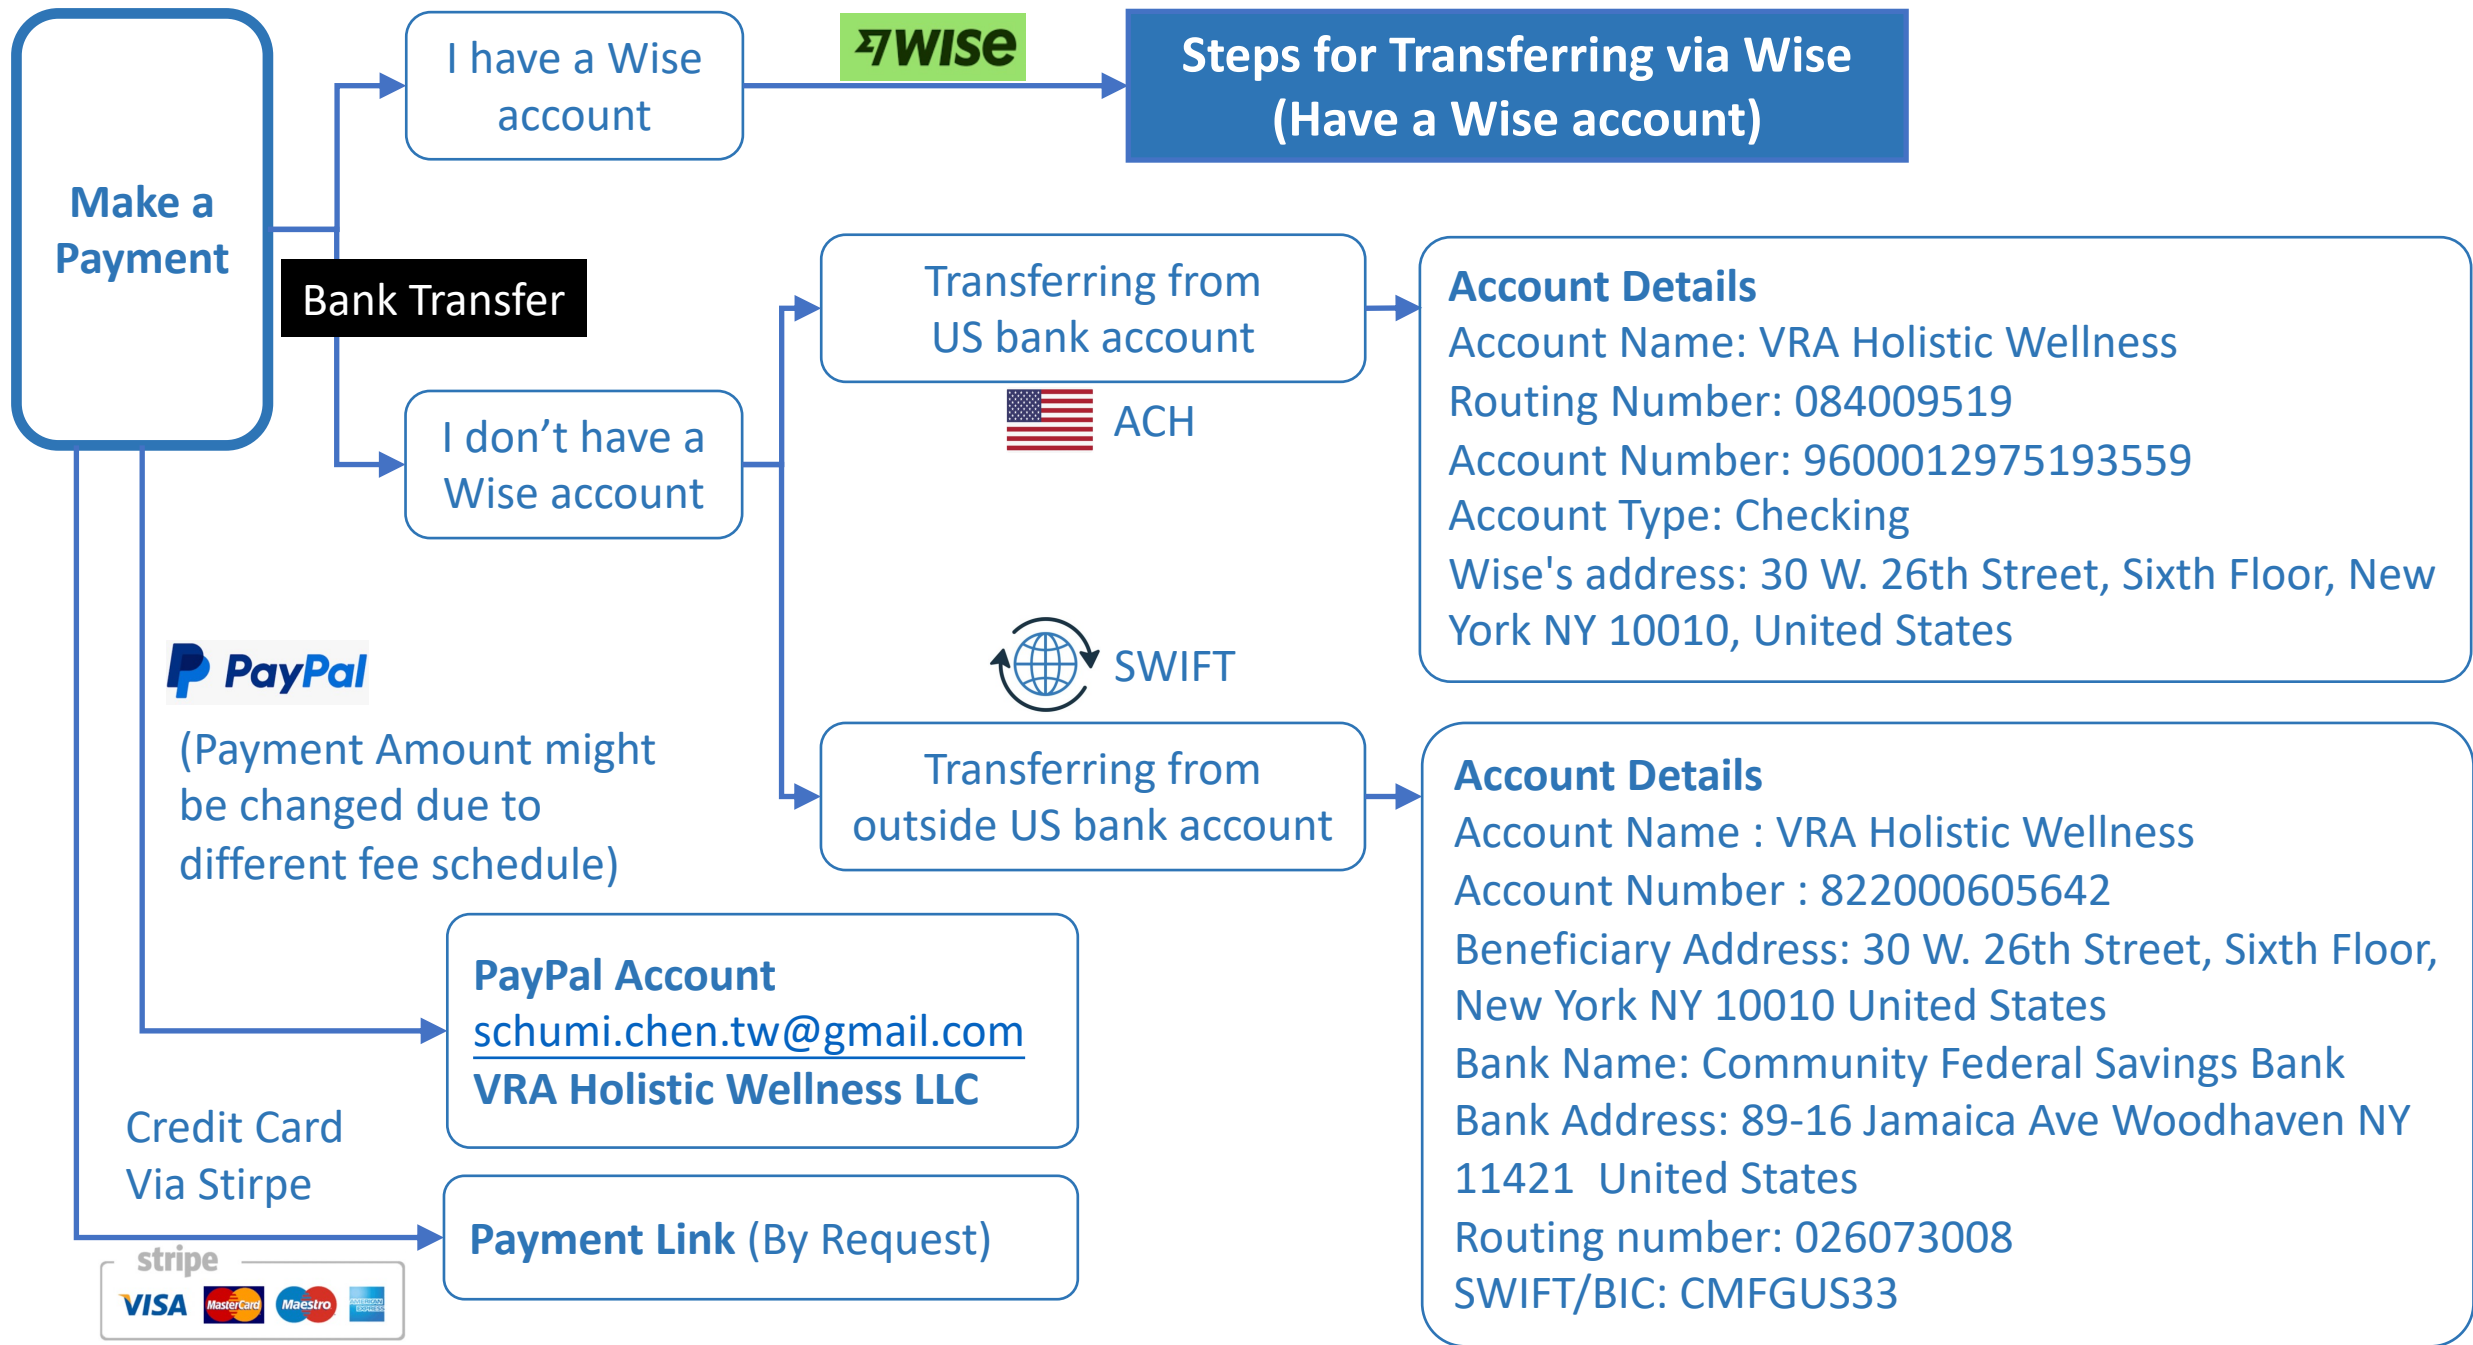 Make a
Payment
I have a Wise
account
WISE
Steps for Transferring via Wise
(Have a Wise account)
Bank Transfer
I don’t have a
Wise account
Transferring from
US bank account
ACH
Account Details
Account Name: VRA Holistic Wellness
Routing Number: 084009519
Account Number: 9600012975193559
Account Type: Checking
Wise's address: 30 W. 26th Street, Sixth Floor, New
York NY 10010, United States
SWIFT
Transferring from
outside US bank account
Account Details
Account Name : VRA Holistic Wellness
Account Number : 822000605642
Beneficiary Address: 30 W. 26th Street, Sixth Floor,
New York NY 10010 United States
Bank Name: Community Federal Savings Bank
Bank Address: 89-16 Jamaica Ave Woodhaven NY
11421  United States
Routing number: 026073008
SWIFT/BIC: CMFGUS33
PayPal
(Payment Amount might
be changed due to
different fee schedule)
PayPal Account
schumi.chen.tw@gmail.com
VRA Holistic Wellness LLC
Credit Card
Via Stirpe
Payment Link (By Request)
stripe
VISA MasterCard Maestro AMERICAN EXPRESS